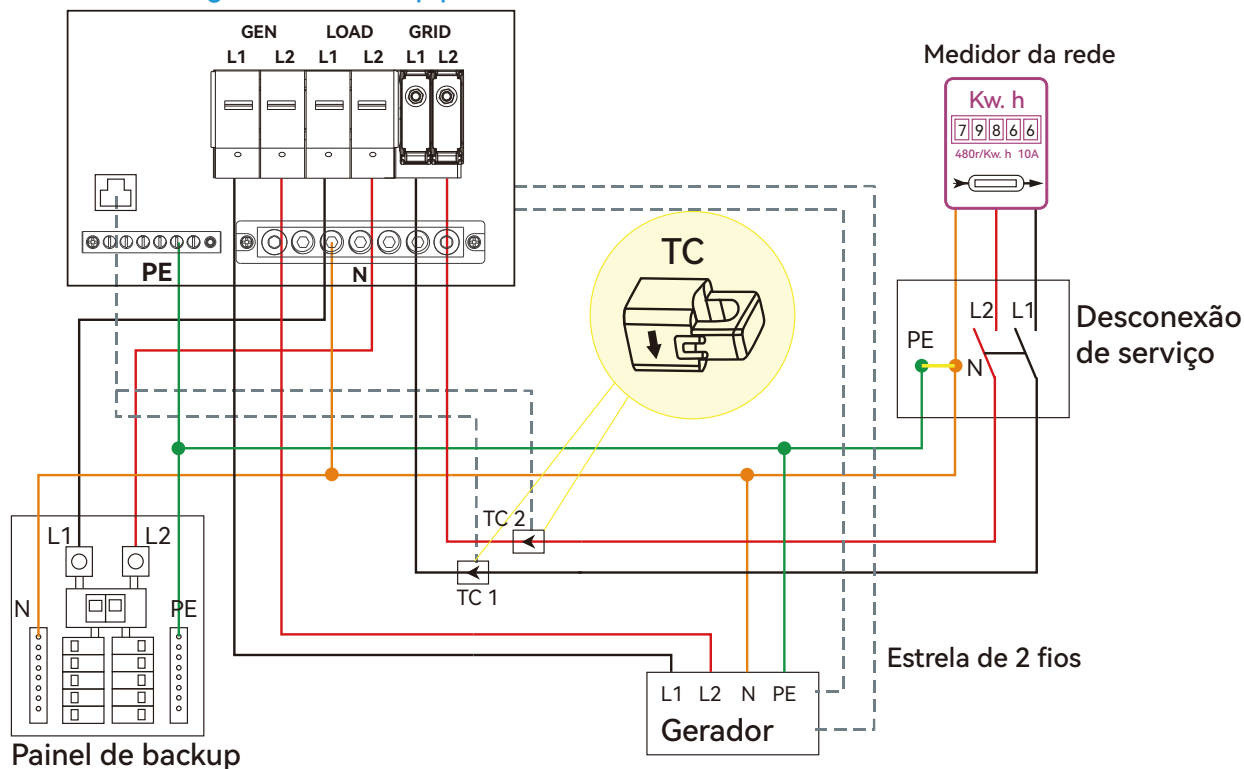 GEN LOAD GRID
L1 L2 L1 L2 L1 L2
Medidor da rede
Kw. h
79866
480r/Kw. h 10A
PE
N
TC
L2 L1
PE
N
Desconexão
de serviço
TC 2
TC 1
L1 L2
N
PE
Painel de backup
Estrela de 2 fios
L1 L2 N PE
Gerador